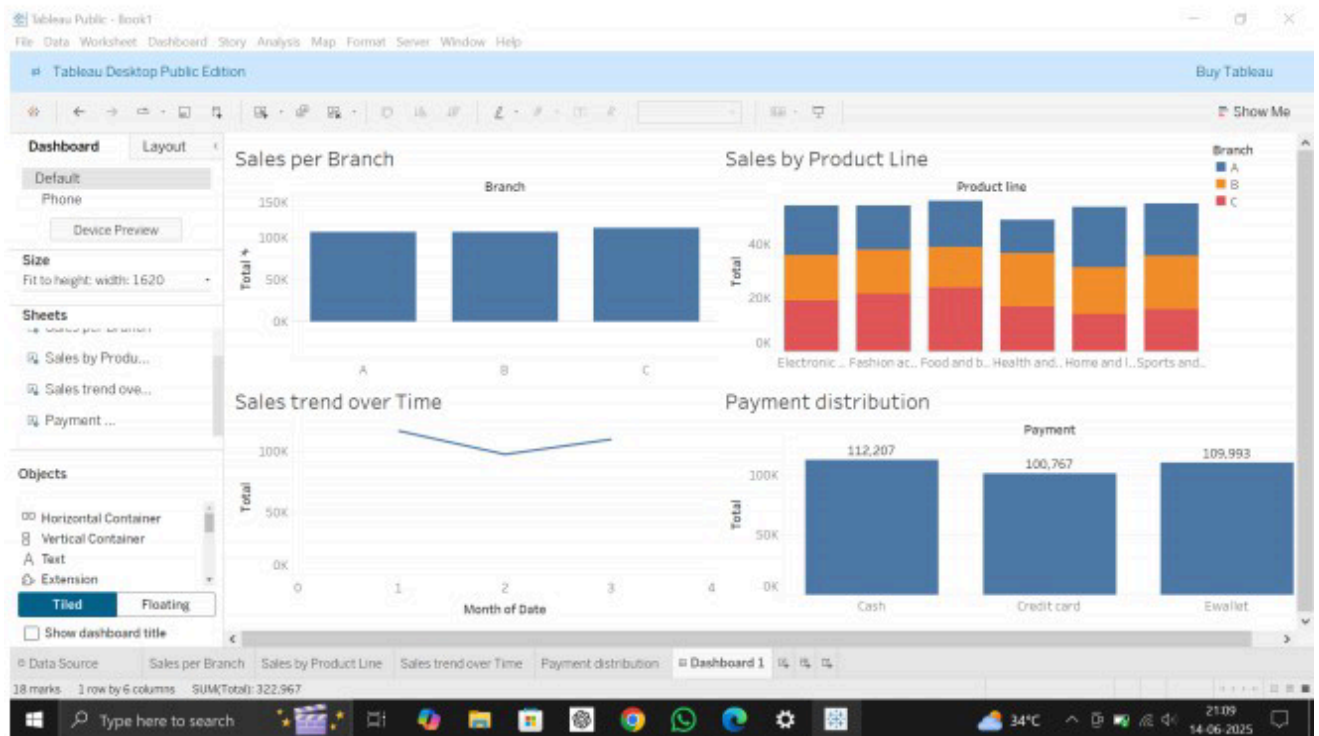 Tableau Public - Book1
File Data Worksheet Dashboard Story Analysis Map Format Server Window Help
Tableau Desktop Public Edition
Buy Tableau
Show Me
Dashboard Layout
Default
Phone
Device Preview
Size
Fit to height: width: 1620
Sheets
Sales per Branch
Sales by Produ...
Sales trend ove...
Payment ...
Objects
Horizontal Container
Vertical Container
Text
Extension
Tiled Floating
Show dashboard title
Sales per Branch
Branch
150K
100K
50K
0K
Total
A B C
Sales by Product Line
Product line
40K
20K
0K
Total
Electronic .. Fashion ac.. Food and b.. Health and.. Home and l.. Sports and..
Branch
A
B
C
Sales trend over Time
100K
50K
0K
Total
0 1 2 3 4
Month of Date
Payment distribution
Payment
112,207 100,767 109,993
100K
50K
0K
Total
Cash Credit card Ewallet
Data Source Sales per Branch Sales by Product Line Sales trend over Time Payment distribution Dashboard 1
18 marks 1 row by 6 columns SUM(Total): 322,967
Type here to search
34°C
21:09
14-06-2025